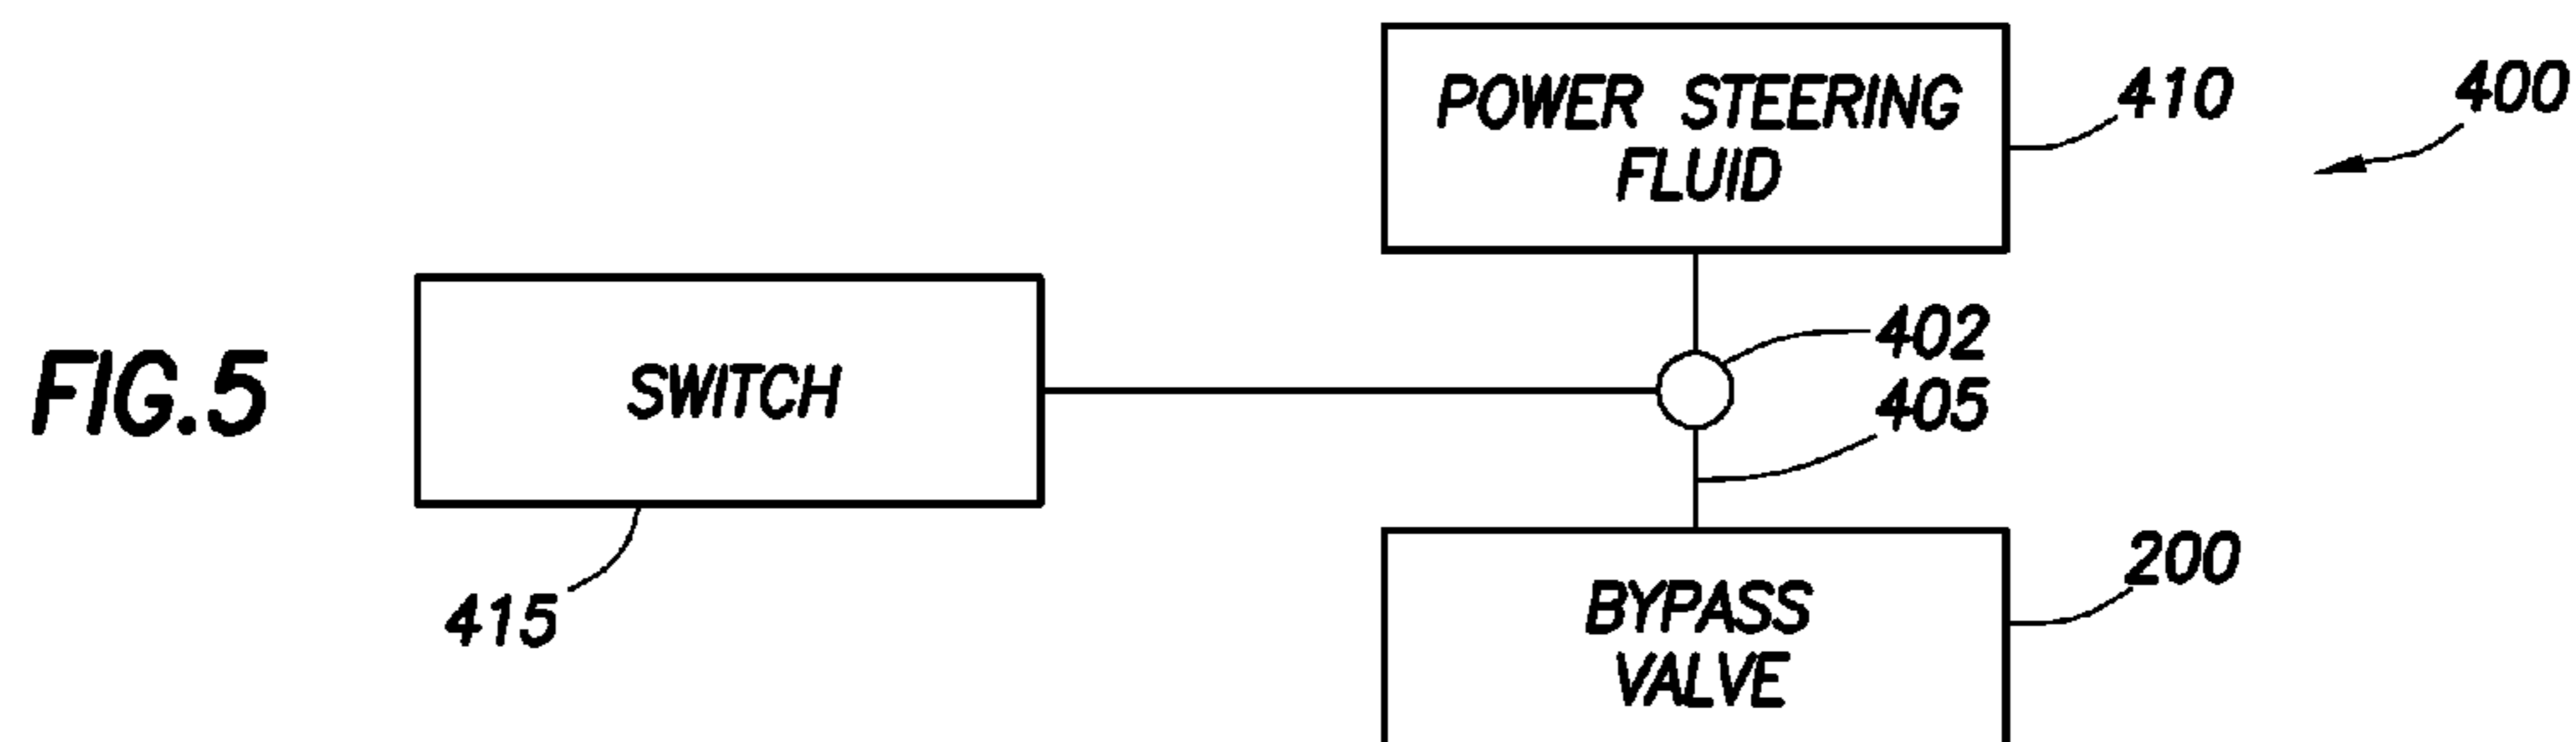 POWER STEERING
FLUID
410
400
402
405
SWITCH
FIG.5
415
BYPASS
VALVE
200